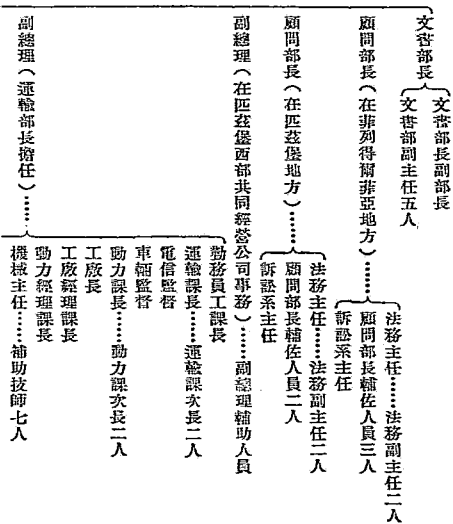 文書部長
文書部長副部長
文書部副主任五人
顧問部長（在菲列得爾菲亞地方）……
法務主任……法務副主任二人
顧問部長輔佐人員三人
訴訟系主任
顧問部長（在匹茲堡地方）……
法務主任……法務副主任二人
顧問部長輔佐人員二人
訴訟系主任
副總理（在匹茲堡西部共同經營公司事務）……副總理輔助人員
副總理（運輸部長擔任）……
勤務員工課長
運輸課長……運輸課次長二人
電信監督
車輛監督
動力課長……動力課次長二人
工廠長
工廠經理課長
動力經理課長
機械主任……補助技師七人